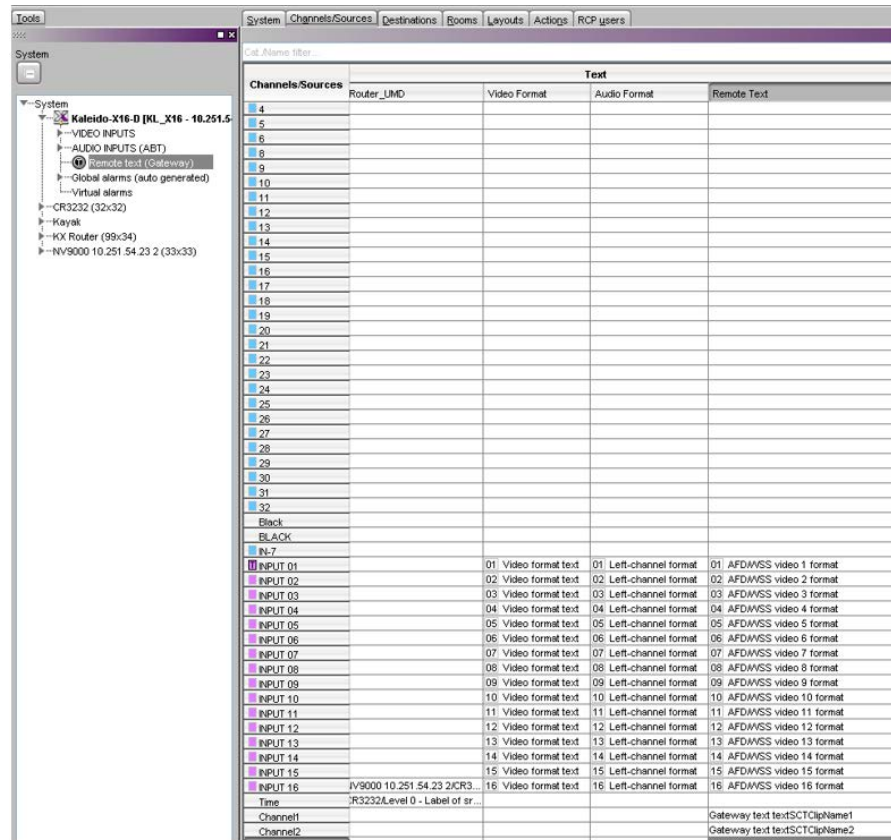 Tools
System Channels/Sources Destinations Rooms Layouts Actions RCP users
System
Cat./Name filter...
Channels/Sources
Text
Router_UMD Video Format Audio Format Remote Text
System
Kaleido-X16-D [KL_X16 - 10.251.5
VIDEO INPUTS
AUDIO INPUTS (ABT)
Remote text (Gateway)
Global alarms (auto generated)
Virtual alarms
CR3232 (32x32)
Kayak
KX Router (99x34)
NV9000 10.251.54.23 2 (33x33)
4
5
6
8
9
10
11
12
13
14
15
16
17
18
19
20
21
22
23
24
25
26
27
28
29
30
31
32
Black
BLACK
IN-7
INPUT 01 01 Video format text 01 Left-channel format 01 AFD/WSS video 1 format
INPUT 02 02 Video format text 02 Left-channel format 02 AFD/WSS video 2 format
INPUT 03 03 Video format text 03 Left-channel format 03 AFD/WSS video 3 format
INPUT 04 04 Video format text 04 Left-channel format 04 AFD/WSS video 4 format
INPUT 05 05 Video format text 05 Left-channel format 05 AFD/WSS video 5 format
INPUT 06 06 Video format text 06 Left-channel format 06 AFD/WSS video 6 format
INPUT 07 07 Video format text 07 Left-channel format 07 AFD/WSS video 7 format
INPUT 08 08 Video format text 08 Left-channel format 08 AFD/WSS video 8 format
INPUT 09 09 Video format text 09 Left-channel format 09 AFD/WSS video 9 format
INPUT 10 10 Video format text 10 Left-channel format 10 AFD/WSS video 10 format
INPUT 11 11 Video format text 11 Left-channel format 11 AFD/WSS video 11 format
INPUT 12 12 Video format text 12 Left-channel format 12 AFD/WSS video 12 format
INPUT 13 13 Video format text 13 Left-channel format 13 AFD/WSS video 13 format
INPUT 14 14 Video format text 14 Left-channel format 14 AFD/WSS video 14 format
INPUT 15 15 Video format text 15 Left-channel format 15 AFD/WSS video 15 format
INPUT 16 NV9000 10.251.54.23 2/CR3... 16 Video format text 16 Left-channel format 16 AFD/WSS video 16 format
Time CR3232/Level 0 - Label of sr...
Channel1 Gateway text textSCTClipName1
Channel2 Gateway text textSCTClipName2